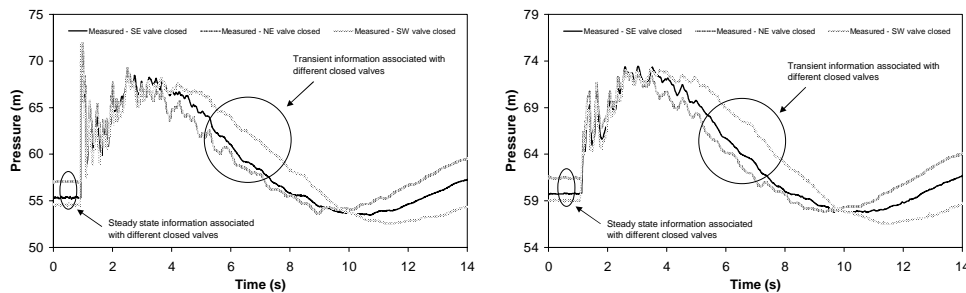 75
70
65
60
55
50
Pressure (m)
Measured - SE valve closed
Measured - NE valve closed
Measured - SW valve closed
Transient information associated with
different closed valves
Steady state information associated
with different closed valves
0 2 4 6 8 10 12 14
Time (s)
79
74
69
64
59
54
Pressure (m)
Measured - SE valve closed
Measured - NE valve closed
Measured - SW valve closed
Transient information associated with
different closed valves
Steady state information associated
with different closed valves
0 2 4 6 8 10 12 14
Time (s)